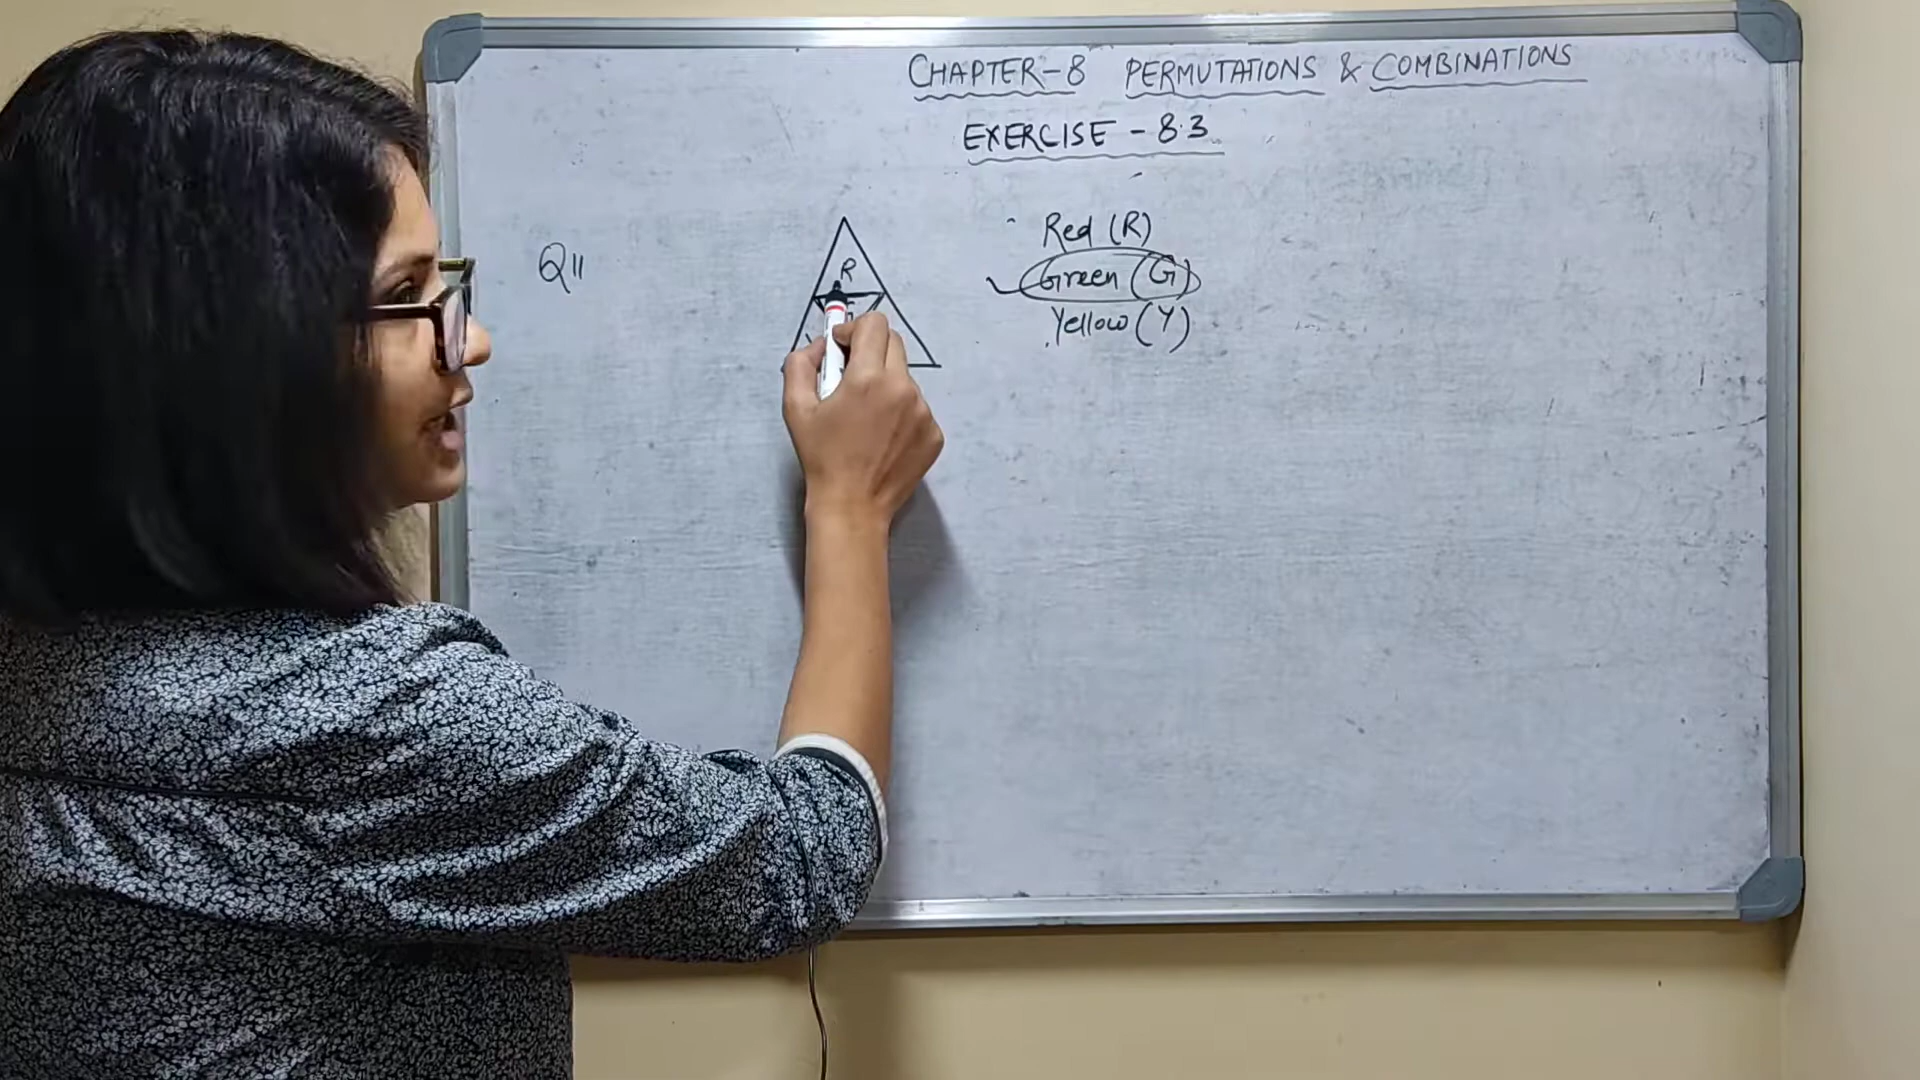 CHAPTER-8 PERMUTATIONS & COMBINATIONS
EXERCISE - 8.3
Q11
R
Red (R)
Green (G)
Yellow (Y)